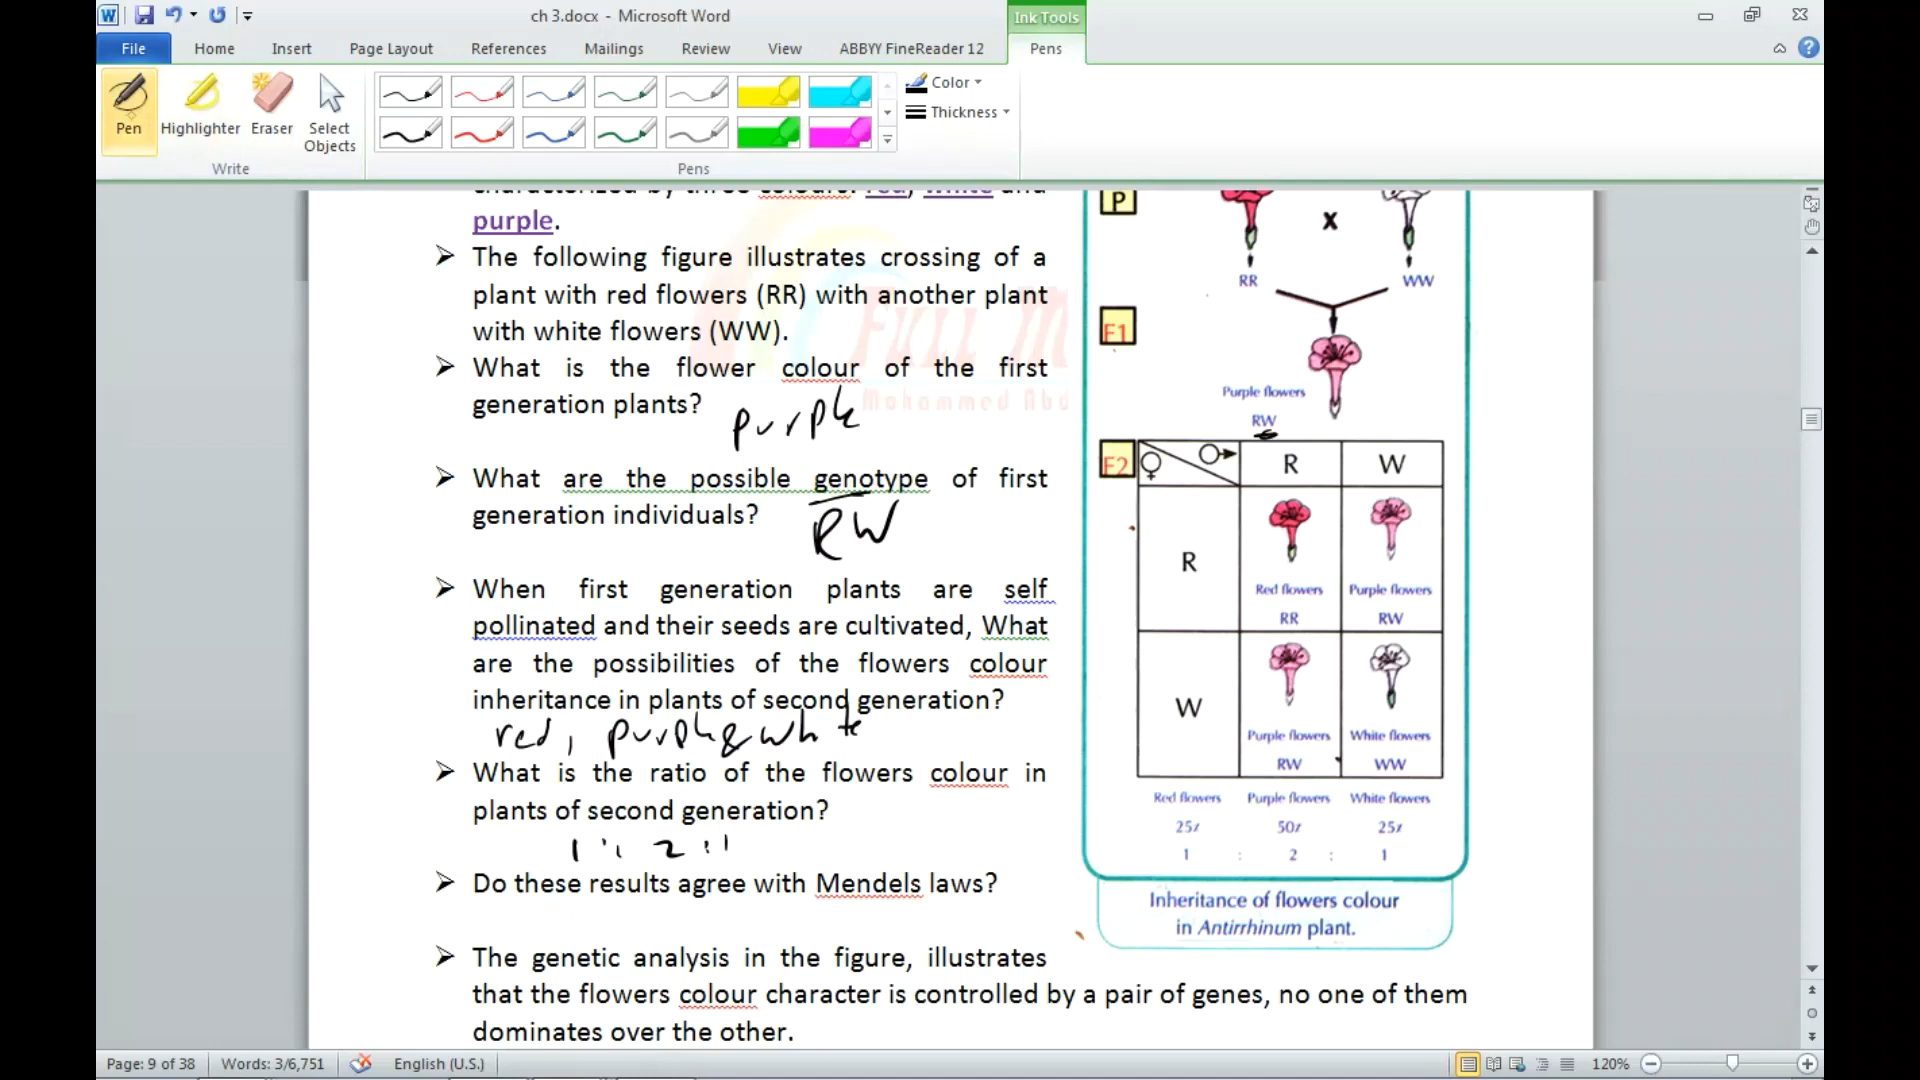 ch 3.docx - Microsoft Word
Ink Tools
File Home Insert Page Layout References Mailings Review View ABBYY FineReader 12 Pens
Pen Highlighter Eraser Select Objects
Color
Thickness
Write Pens
purple.
The following figure illustrates crossing of a
plant with red flowers (RR) with another plant
with white flowers (WW).
What is the flower colour of the first
generation plants?
purple
What are the possible genotype of first
generation individuals?
RW
When first generation plants are self
pollinated and their seeds are cultivated, What
are the possibilities of the flowers colour
inheritance in plants of second generation?
red, purple & white
What is the ratio of the flowers colour in
plants of second generation?
1 : 2 : 1
Do these results agree with Mendels laws?
The genetic analysis in the figure, illustrates
that the flowers colour character is controlled by a pair of genes, no one of them
dominates over the other.
Full M
Mohammed Abd
P
X
RR WW
F1
Purple flowers
RW
F2 ♀ ♂ R W
R
Red flowers Purple flowers
RR RW
W
Purple flowers White flowers
RW WW
Red flowers Purple flowers White flowers
25% 50% 25%
1 : 2 : 1
Inheritance of flowers colour
in Antirrhinum plant.
Page: 9 of 38 Words: 3/6,751 English (U.S.) 120%